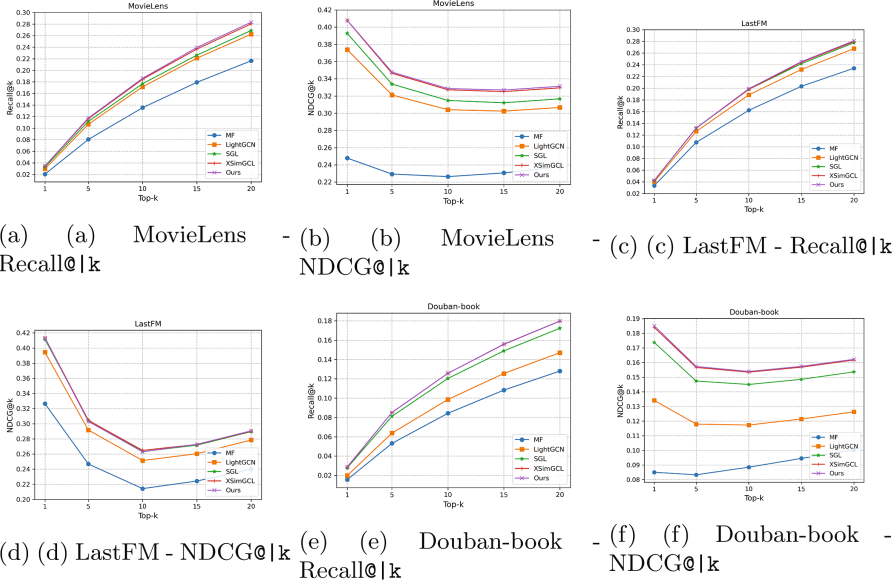 MovieLens
Recall@k
0.30
0.28
0.26
0.24
0.22
0.20
0.18
0.16
0.14
0.12
0.10
0.08
0.06
0.04
0.02
1 5 10 15 20
Top-k
MF
LightGCN
SGL
XSimGCL
Ours
(a) (a) MovieLens -
Recall@|k
MovieLens
NDCG@k
0.42
0.40
0.38
0.36
0.34
0.32
0.30
0.28
0.26
0.24
0.22
1 5 10 15 20
Top-k
MF
LightGCN
SGL
XSimGCL
Ours
(b) (b) MovieLens -
NDCG@|k
LastFM
Recall@k
0.30
0.28
0.26
0.24
0.22
0.20
0.18
0.16
0.14
0.12
0.10
0.08
0.06
0.04
0.02
1 5 10 15 20
Top-k
MF
LightGCN
SGL
XSimGCL
Ours
(c) (c) LastFM - Recall@|k
LastFM
NDCG@k
0.42
0.40
0.38
0.36
0.34
0.32
0.30
0.28
0.26
0.24
0.22
0.20
1 5 10 15 20
Top-k
MF
LightGCN
SGL
XSimGCL
Ours
(d) (d) LastFM - NDCG@|k
Douban-book
Recall@k
0.18
0.16
0.14
0.12
0.10
0.08
0.06
0.04
0.02
1 5 10 15 20
Top-k
MF
LightGCN
SGL
XSimGCL
Ours
(e) (e) Douban-book -
Recall@|k
Douban-book
NDCG@k
0.19
0.18
0.17
0.16
0.15
0.14
0.13
0.12
0.11
0.10
0.09
0.08
1 5 10 15 20
Top-k
MF
LightGCN
SGL
XSimGCL
Ours
(f) (f) Douban-book -
NDCG@|k